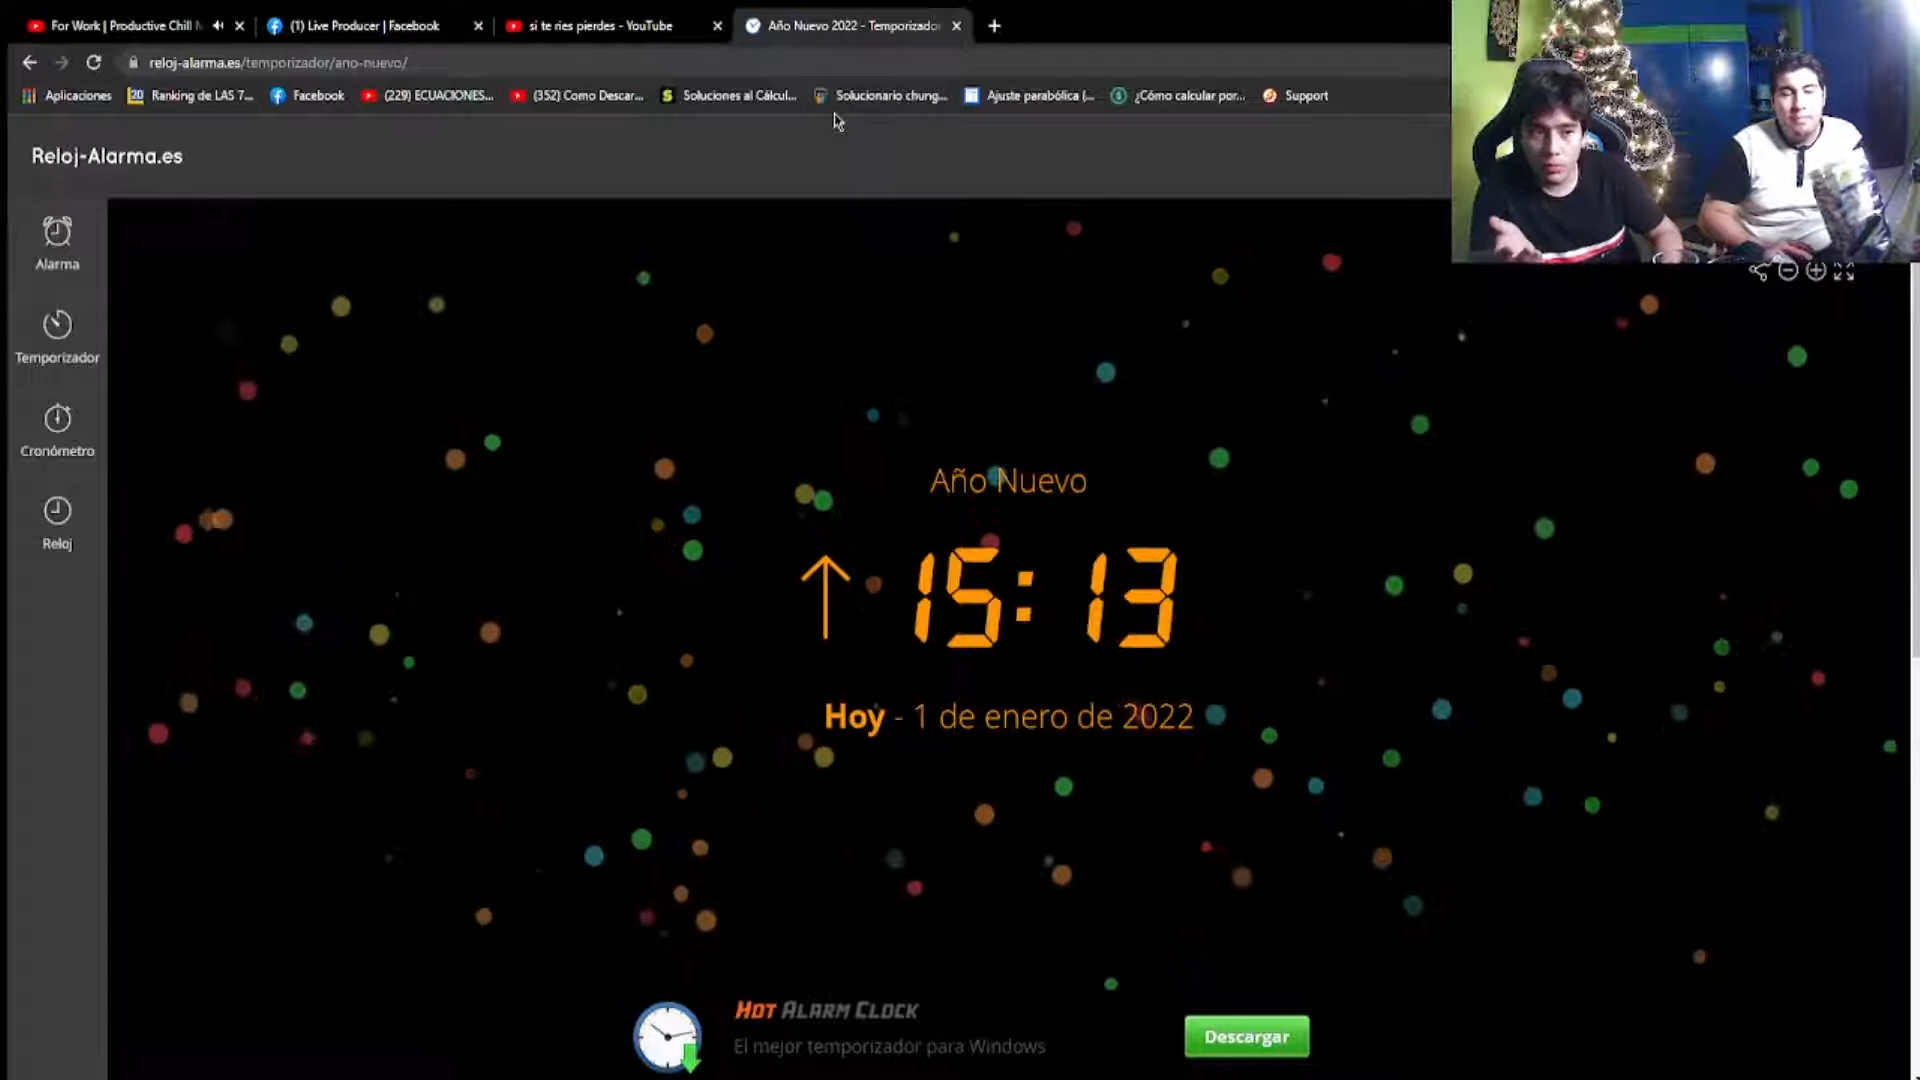 For Work | Productive Chill
(1) Live Producer | Facebook
si te ries pierdes - YouTube
Año Nuevo 2022 - Temporizado
reloj-alarma.es/temporizador/ano-nuevo/
Aplicaciones
Ranking de LAS 7...
Facebook
(229) ECUACIONES...
(352) Como Descar...
Soluciones al Cálcul...
Solucionario chung...
Ajuste parabólica (...
¿Cómo calcular por...
Support
Reloj-Alarma.es
Alarma
Temporizador
Cronómetro
Reloj
Año Nuevo
↑ 15:13
Hoy - 1 de enero de 2022
HOT ALARM CLOCK
El mejor temporizador para Windows
Descargar